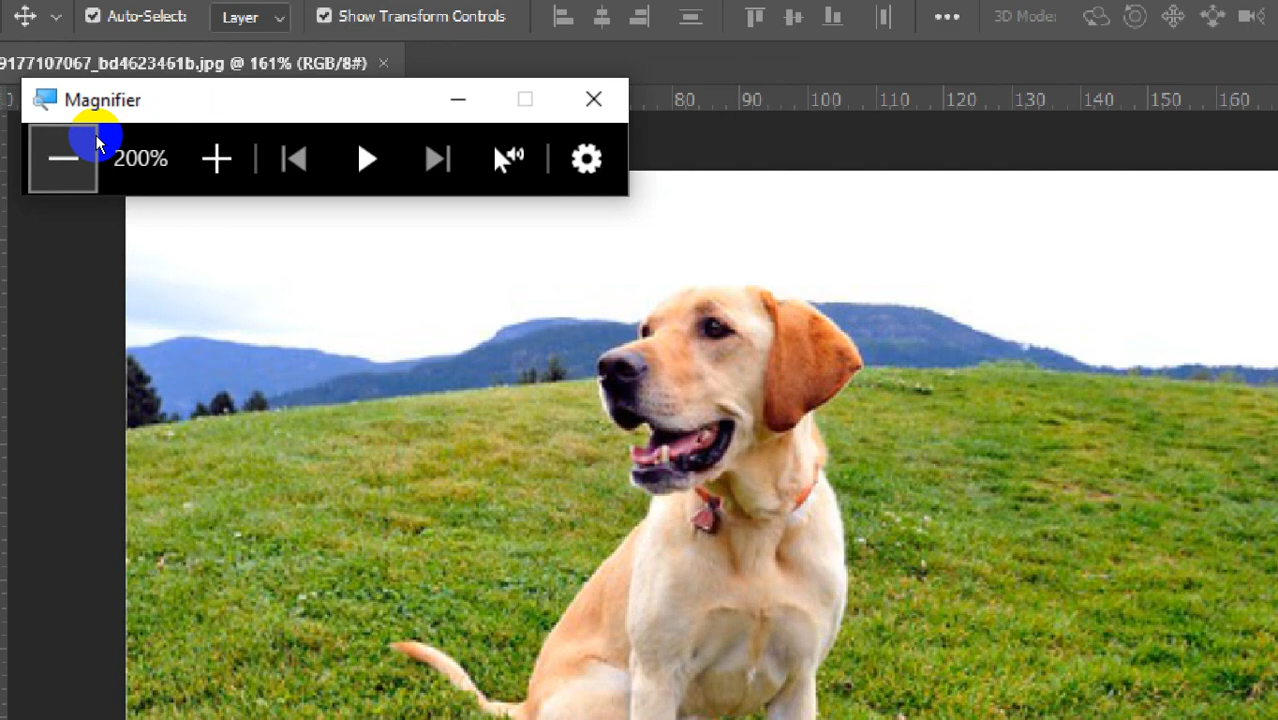 Auto-Select: Layer Show Transform Controls 3D Mode:
9177107067_bd4623461b.jpg @ 161% (RGB/8#) ×
Magnifier
80 90 100 110 120 130 140 150 160
200%